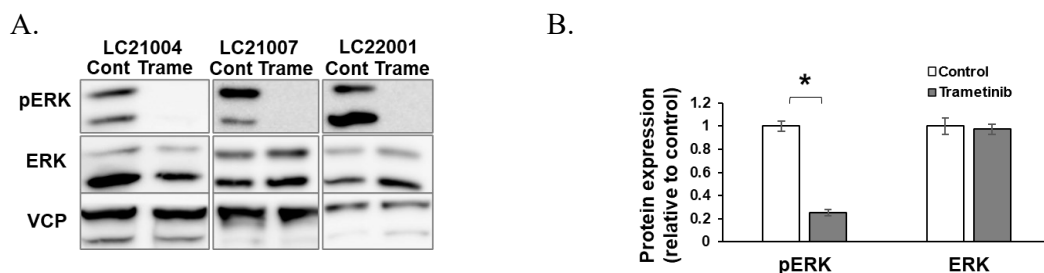 A.
LC21004 LC21007 LC22001
Cont Trame Cont Trame Cont Trame
pERK
ERK
VCP
B.
Control
Trametinib
Protein expression
(relative to control)
1.2
1
0.8
0.6
0.4
0.2
0
*
pERK ERK